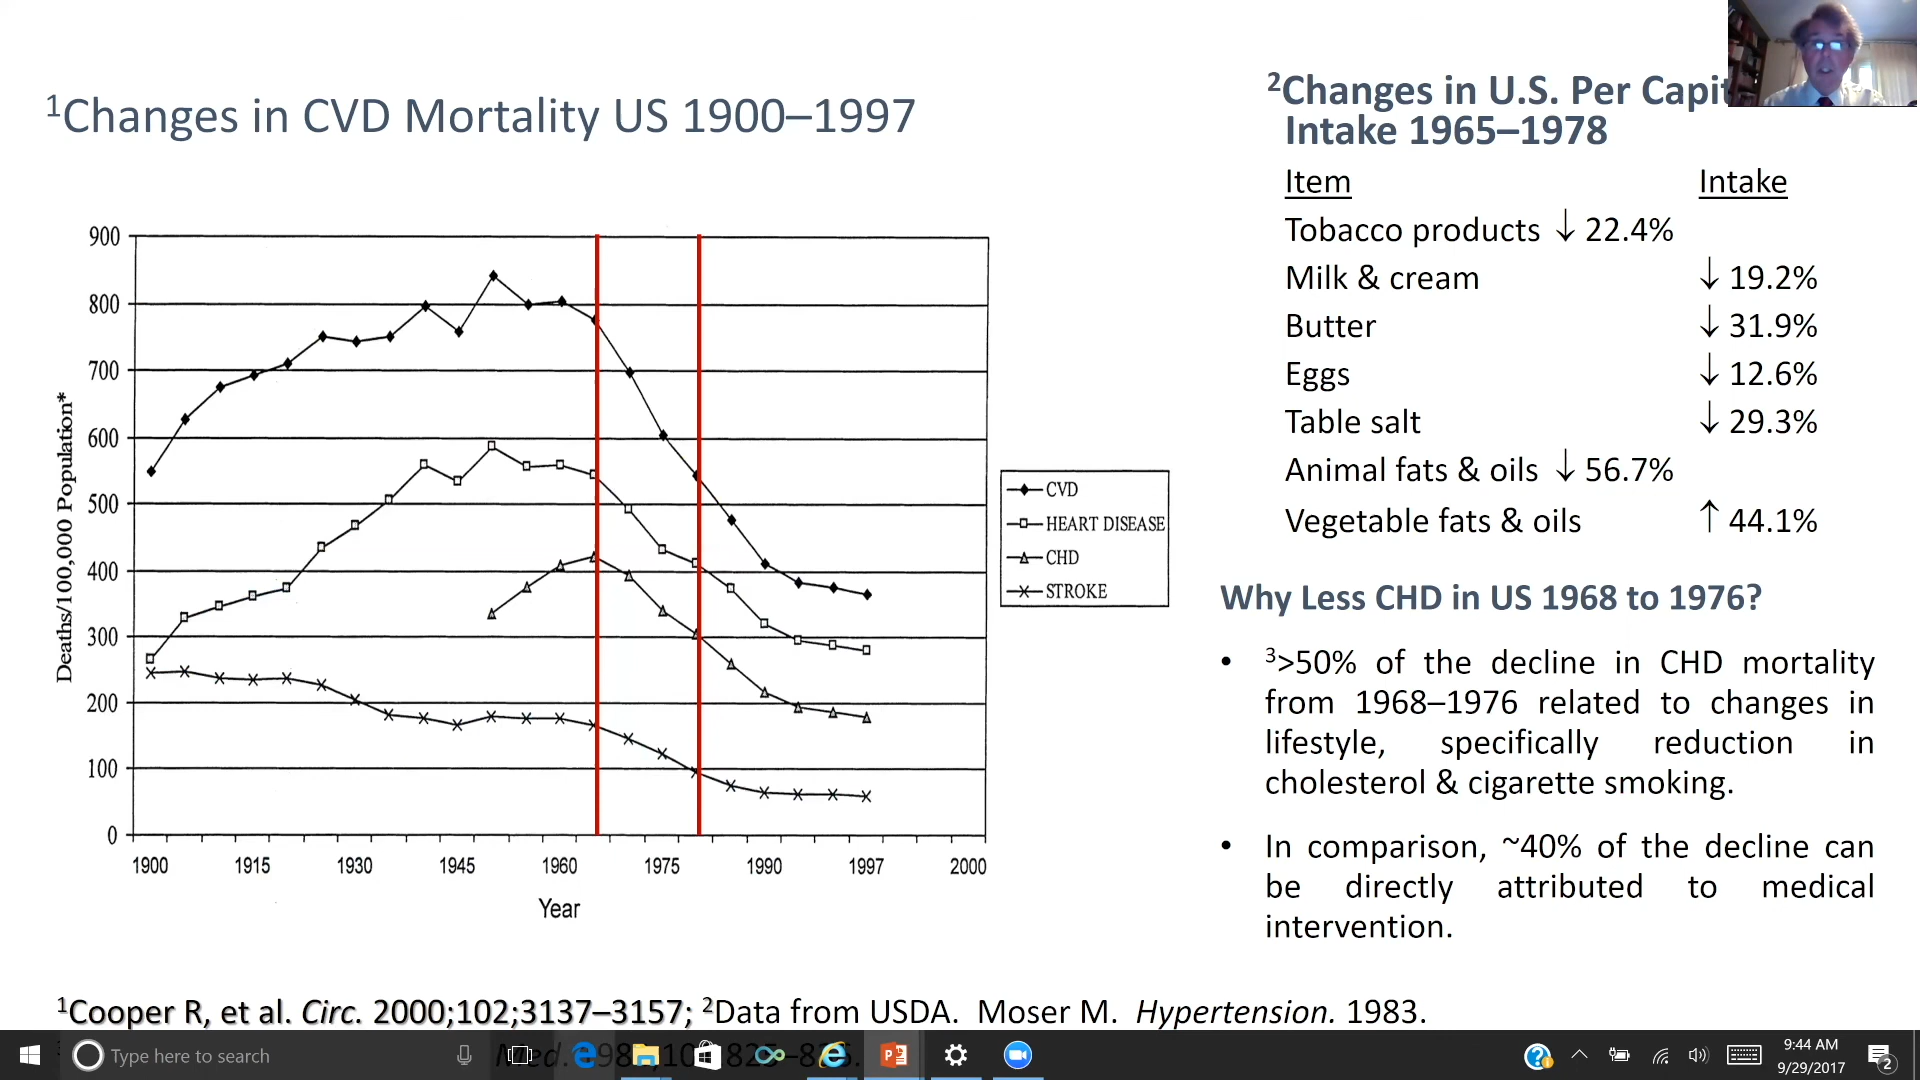 ¹Changes in CVD Mortality US 1900–1997
900
800
700
600
500
400
300
200
100
0
Deaths/100,000 Population*
1900 1915 1930 1945 1960 1975 1990 1997 2000
Year
CVD
HEART DISEASE
CHD
STROKE
²Changes in U.S. Per
Intake 1965–1978
Item Intake
Tobacco products ↓ 22.4%
Milk & cream ↓ 19.2%
Butter ↓ 31.9%
Eggs ↓ 12.6%
Table salt ↓ 29.3%
Animal fats & oils ↓ 56.7%
Vegetable fats & oils ↑ 44.1%
Why Less CHD in US 1968 to 1976?
• ³>50% of the decline in CHD mortality
from 1968–1976 related to changes in
lifestyle, specifically reduction in
cholesterol & cigarette smoking.
• In comparison, ~40% of the decline can
be directly attributed to medical
intervention.
¹Cooper R, et al. Circ. 2000;102;3137–3157; ²Data from USDA. Moser M. Hypertension. 1983.
Type here to search
9:44 AM
9/29/2017
2